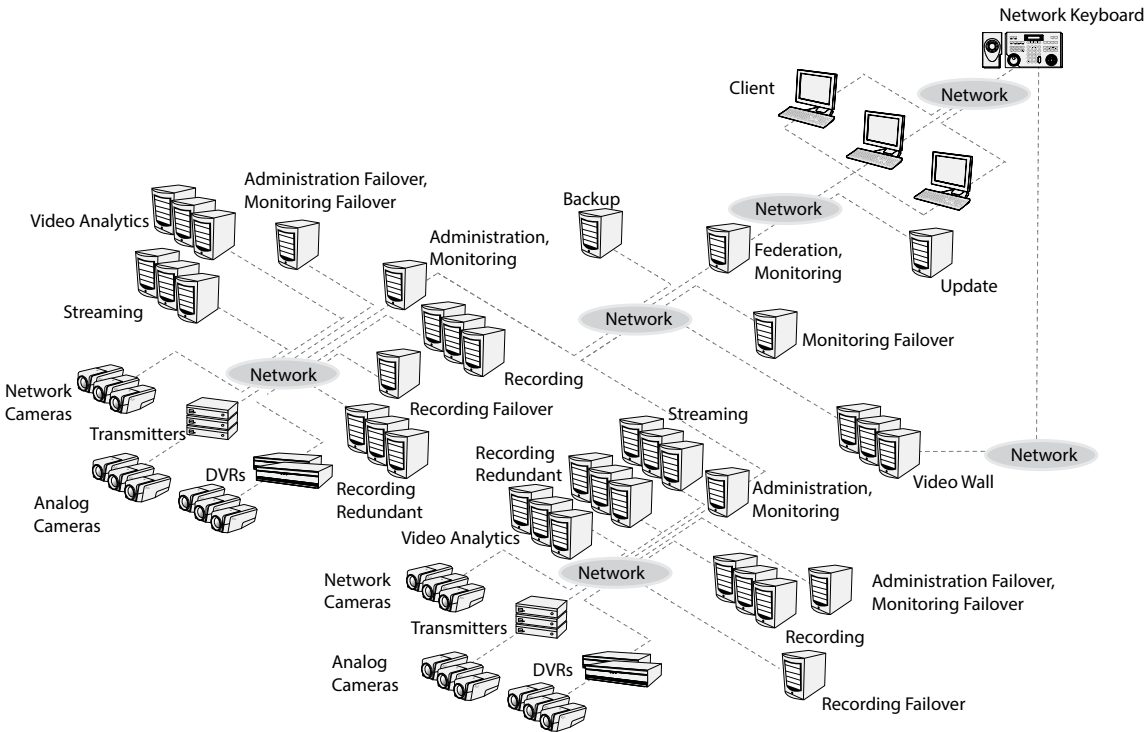 Network Keyboard
Client
Network
Backup
Network
Federation,
Monitoring
Update
Administration Failover,
Monitoring Failover
Video Analytics
Administration,
Monitoring
Streaming
Network
Monitoring Failover
Network
Recording
Network
Cameras
Recording Failover
Transmitters
DVRs
Analog
Cameras
Recording
Redundant
Streaming
Recording
Redundant
Video Wall
Network
Administration,
Monitoring
Video Analytics
Network
Network
Cameras
Administration Failover,
Monitoring Failover
Transmitters
Recording
Analog
Cameras
DVRs
Recording Failover